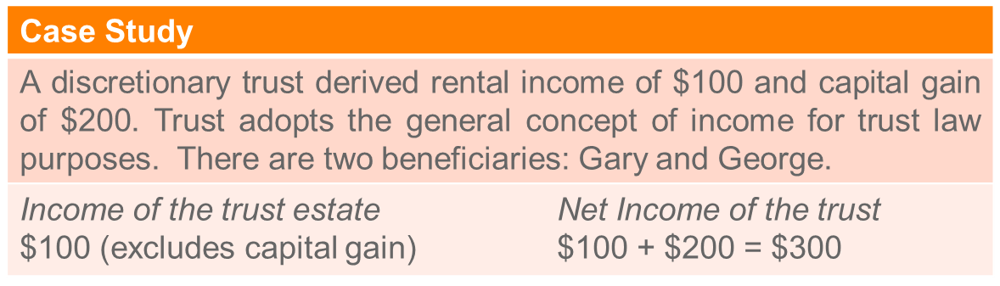 Case Study
A discretionary trust derived rental income of $100 and capital gain
of $200. Trust adopts the general concept of income for trust law
purposes.  There are two beneficiaries: Gary and George.
Income of the trust estate
$100 (excludes capital gain)
Net Income of the trust
$100 + $200 = $300